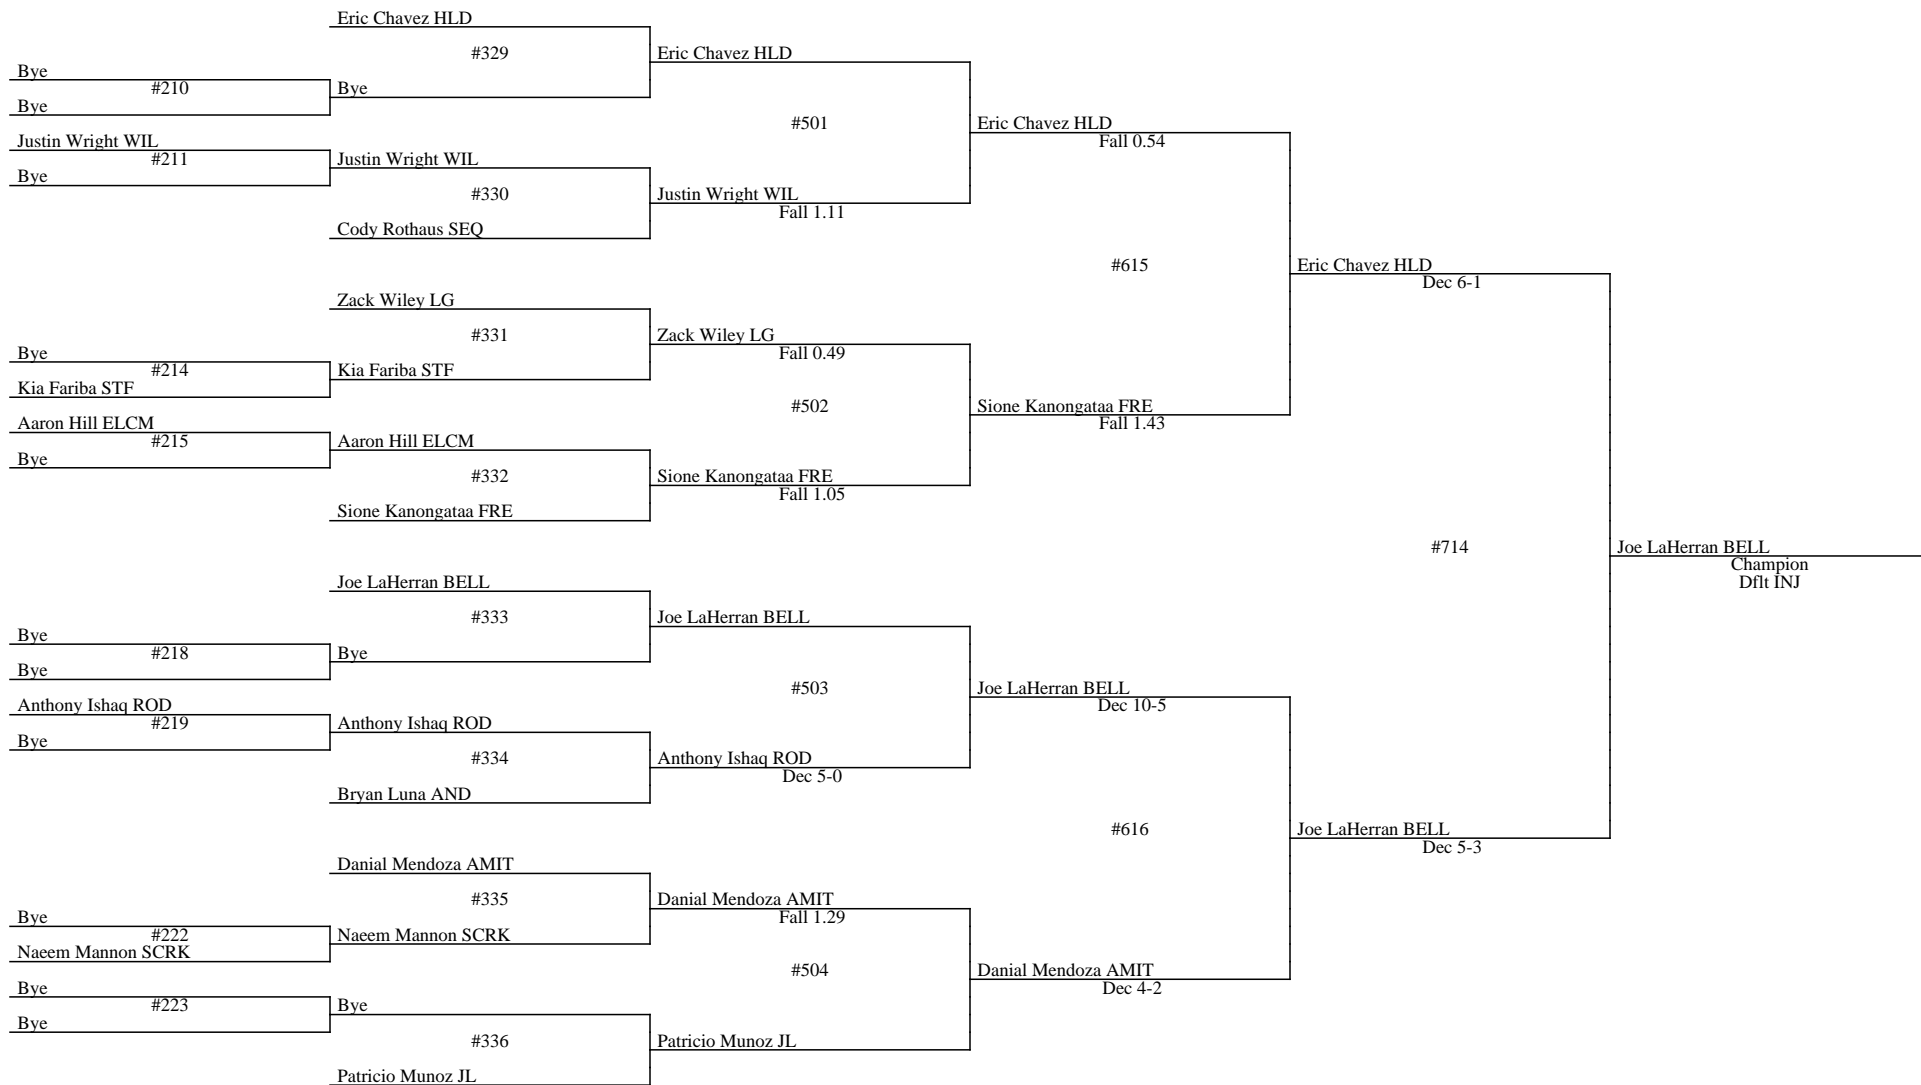 Eric Chavez HLD
#329
Eric Chavez HLD
Bye
#210
Bye
Bye
#501
Eric Chavez HLD
Fall 0.54
Justin Wright WIL
#211
Justin Wright WIL
Bye
#330
Justin Wright WIL
Fall 1.11
Cody Rothaus SEQ
#615
Eric Chavez HLD
Dec 6-1
Zack Wiley LG
#331
Zack Wiley LG
Fall 0.49
Bye
#214
Kia Fariba STF
Kia Fariba STF
#502
Sione Kanongataa FRE
Fall 1.43
Aaron Hill ELCM
#215
Aaron Hill ELCM
Bye
#332
Sione Kanongataa FRE
Fall 1.05
Sione Kanongataa FRE
#714
Joe LaHerran BELL
Champion
Dflt INJ
Joe LaHerran BELL
#333
Joe LaHerran BELL
Bye
#218
Bye
Bye
#503
Joe LaHerran BELL
Dec 10-5
Anthony Ishaq ROD
#219
Anthony Ishaq ROD
Bye
#334
Anthony Ishaq ROD
Dec 5-0
Bryan Luna AND
#616
Joe LaHerran BELL
Dec 5-3
Danial Mendoza AMIT
#335
Danial Mendoza AMIT
Fall 1.29
Bye
#222
Naeem Mannon SCRK
Naeem Mannon SCRK
#504
Danial Mendoza AMIT
Dec 4-2
Bye
#223
Bye
Bye
#336
Patricio Munoz JL
Patricio Munoz JL